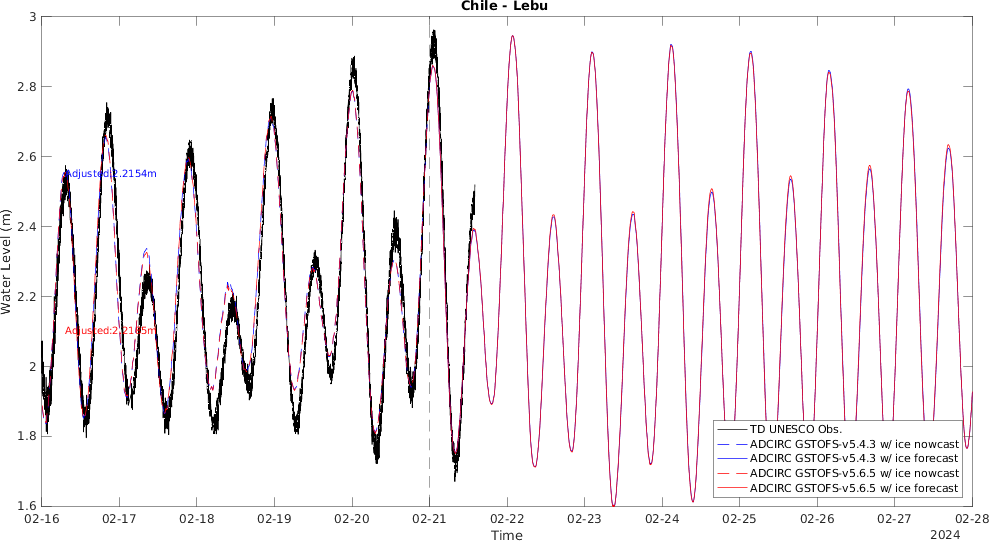 Chile - Lebu
Water Level (m)
3
2.8
2.6
2.4
2.2
2
1.8
1.6
Adjusted:2.2154m
Adjusted:2.2165m
TD UNESCO Obs.
ADCIRC GSTOFS-v5.4.3 w/ ice nowcast
ADCIRC GSTOFS-v5.4.3 w/ ice forecast
ADCIRC GSTOFS-v5.6.5 w/ ice nowcast
ADCIRC GSTOFS-v5.6.5 w/ ice forecast
02-16 02-17 02-18 02-19 02-20 02-21 02-22 02-23 02-24 02-25 02-26 02-27 02-28
Time
2024